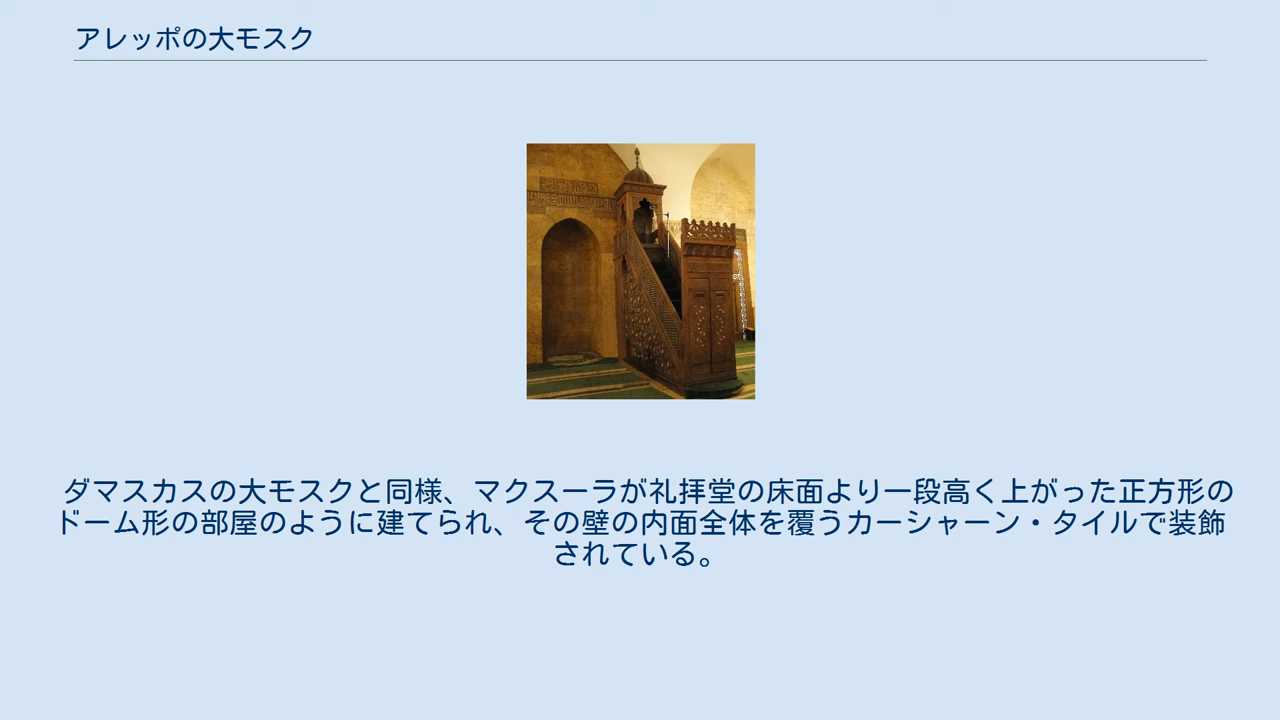 アレッポの大モスク
ダマスカスの大モスクと同様、マクスーラが礼拝堂の床面より一段高く上がった正方形の
ドーム形の部屋のように建てられ、その壁の内面全体を覆うカーシャーン・タイルで装飾
されている。